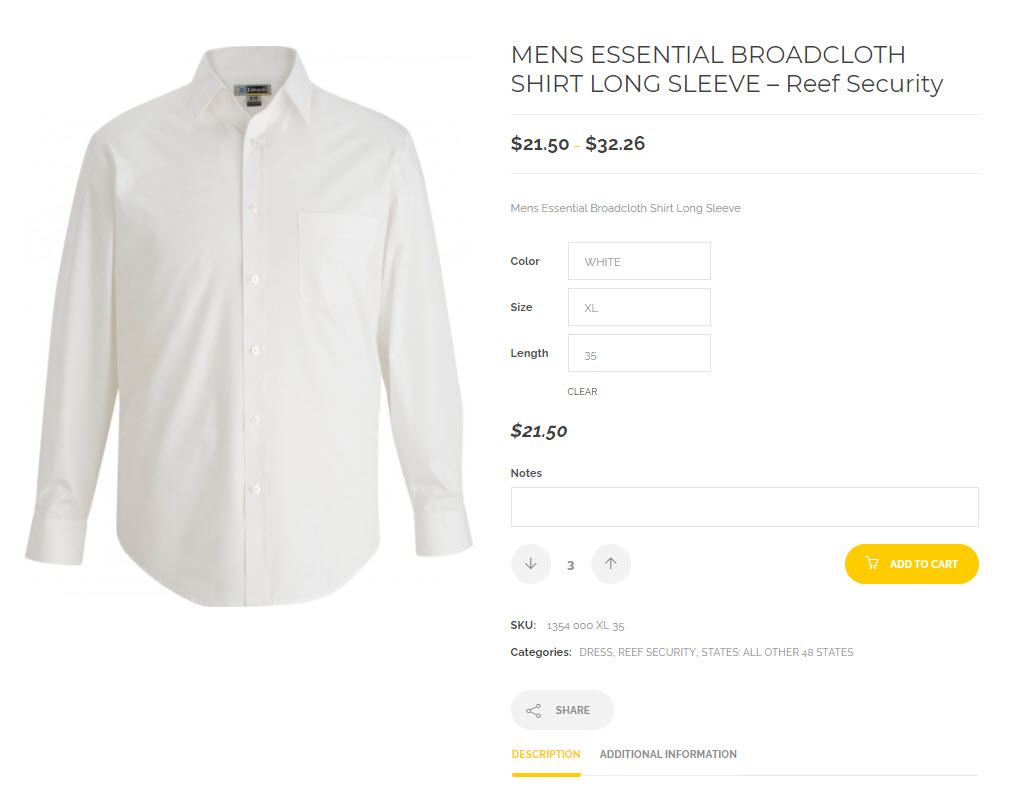 MENS ESSENTIAL BROADCLOTH
SHIRT LONG SLEEVE – Reef Security
$21.50 – $32.26
Mens Essential Broadcloth Shirt Long Sleeve
Color WHITE
Size XL
Length 35
CLEAR
$21.50
Notes
3
ADD TO CART
SKU: 1354 000 XL 35
Categories: DRESS, REEF SECURITY, STATES: ALL OTHER 48 STATES
SHARE
DESCRIPTION ADDITIONAL INFORMATION